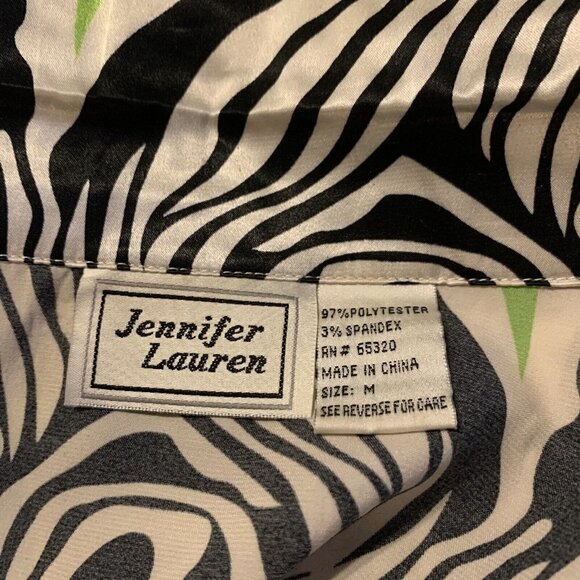 Jennifer
Lauren
97%POLYTESTER
3% SPANDEX
RN# 65320
MADE IN CHINA
SIZE: M
SEE REVERSE FOR CARE